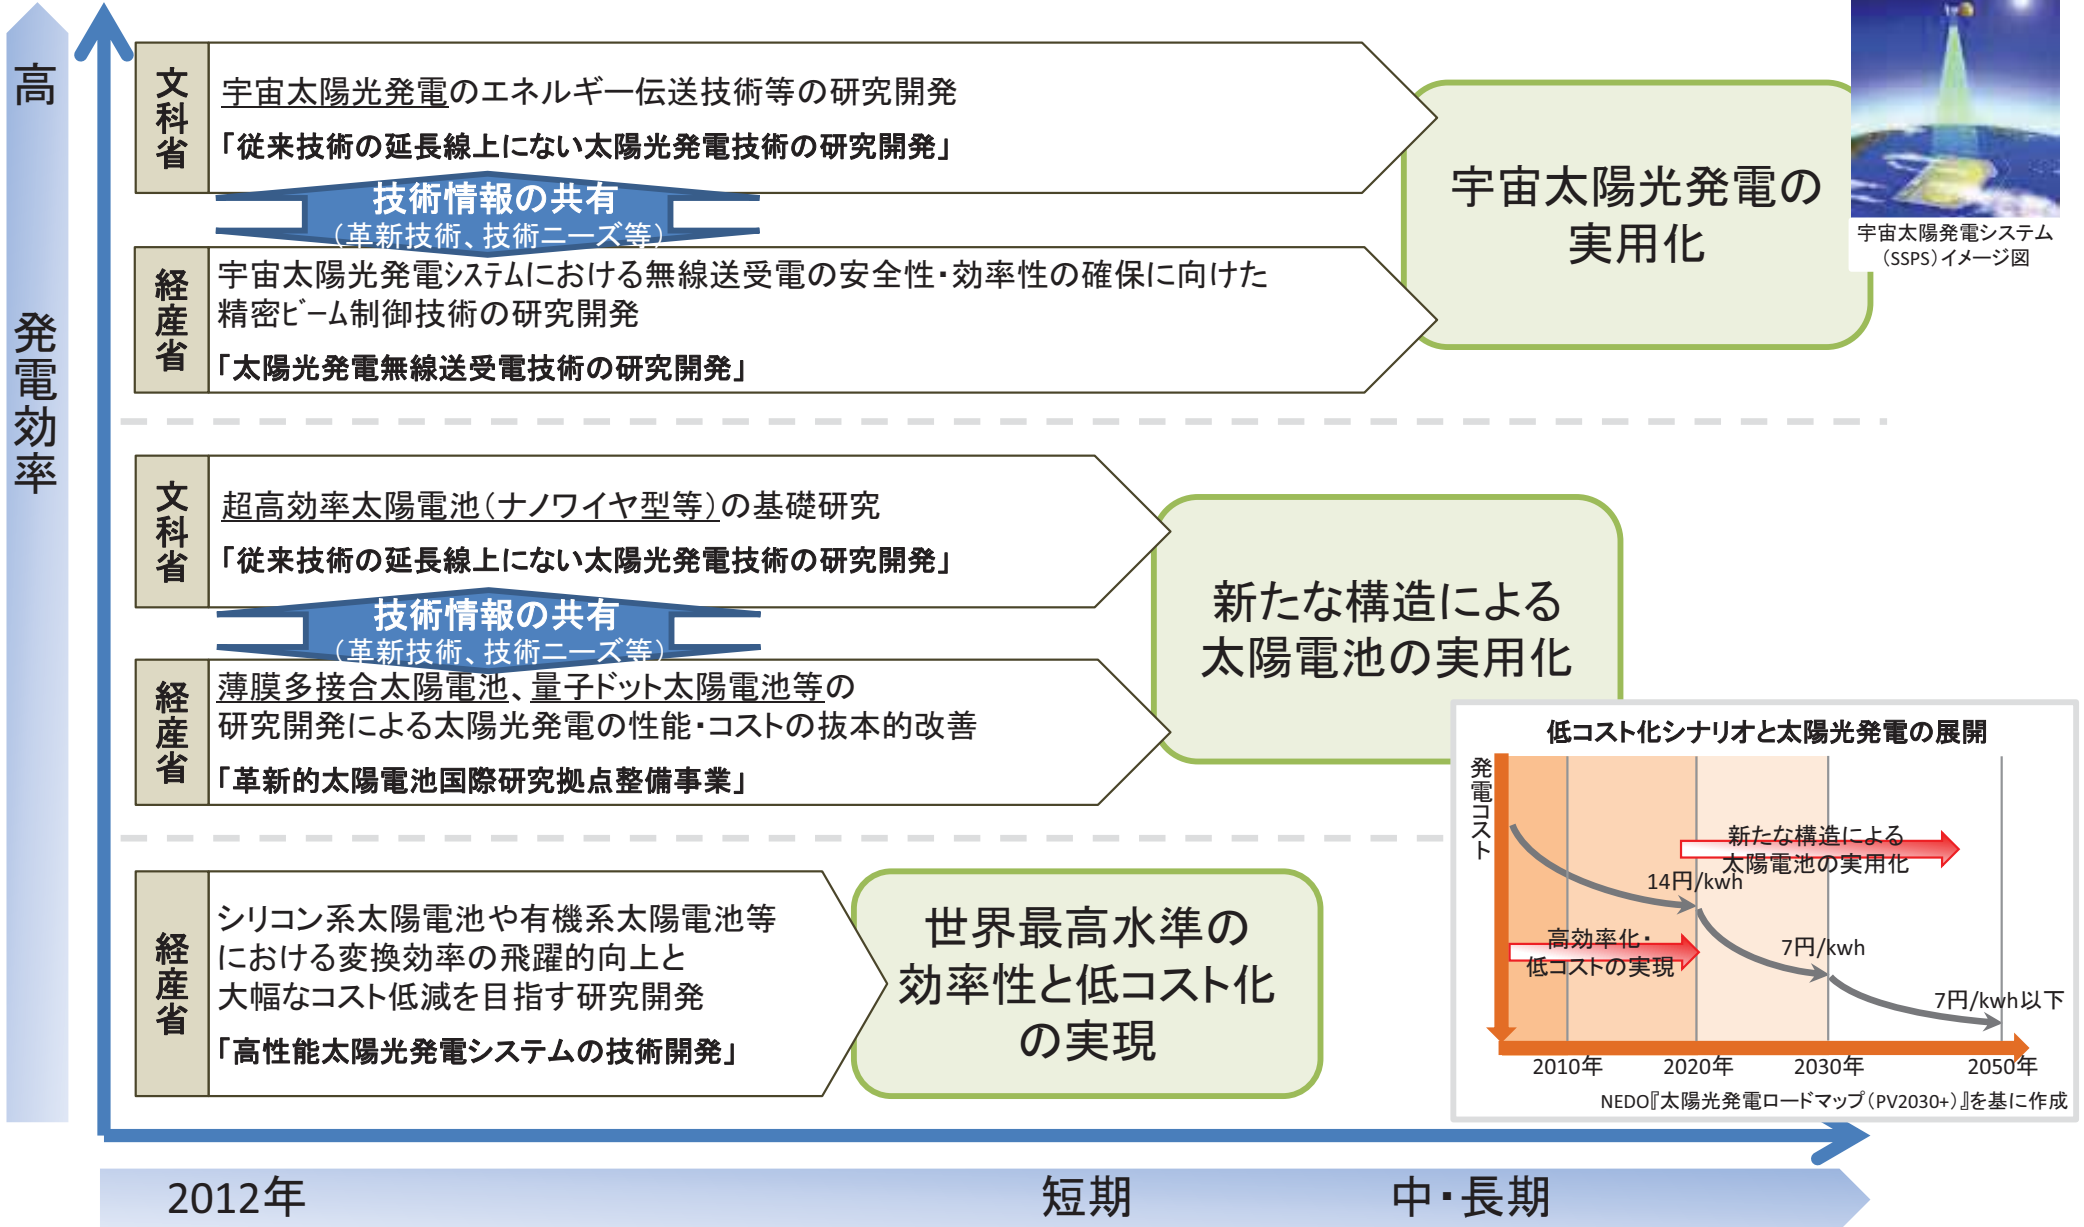 高
発電効率
文科省
宇宙太陽光発電のエネルギー伝送技術等の研究開発
「従来技術の延長線上にない太陽光発電技術の研究開発」
技術情報の共有
（革新技術、技術ニーズ等）
経産省
宇宙太陽光発電システムにおける無線送受電の安全性・効率性の確保に向けた
精密ビーム制御技術の研究開発
「太陽光発電無線送受電技術の研究開発」
宇宙太陽光発電の
実用化
宇宙太陽発電システム
（SSPS）イメージ図
文科省
超高効率太陽電池（ナノワイヤ型等）の基礎研究
「従来技術の延長線上にない太陽光発電技術の研究開発」
技術情報の共有
（革新技術、技術ニーズ等）
経産省
薄膜多接合太陽電池、量子ドット太陽電池等の
研究開発による太陽光発電の性能・コストの抜本的改善
「革新的太陽電池国際研究拠点整備事業」
新たな構造による
太陽電池の実用化
経産省
シリコン系太陽電池や有機系太陽電池等
における変換効率の飛躍的向上と
大幅なコスト低減を目指す研究開発
「高性能太陽光発電システムの技術開発」
世界最高水準の
効率性と低コスト化
の実現
低コスト化シナリオと太陽光発電の展開
発電コスト
新たな構造による
太陽電池の実用化
14円/kwh
高効率化・
低コストの実現
7円/kwh
7円/kwh以下
2010年
2020年
2030年
2050年
NEDO『太陽光発電ロードマップ（PV2030+）』を基に作成
2012年
短期
中・長期